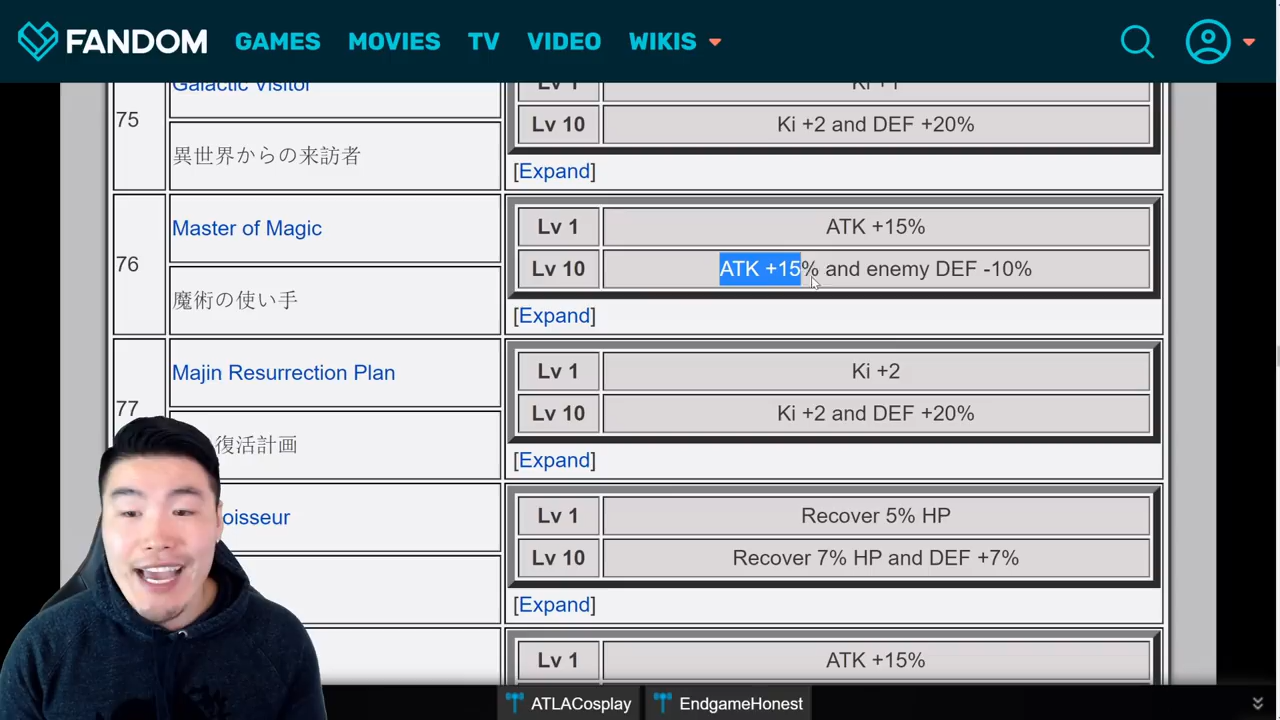 FANDOM GAMES MOVIES TV VIDEO WIKIS
75
Galactic Visitor
異世界からの来訪者
Lv 1 Ki +1
Lv 10 Ki +2 and DEF +20%
[Expand]
76
Master of Magic
魔術の使い手
Lv 1 ATK +15%
Lv 10 ATK +15% and enemy DEF -10%
[Expand]
77
Majin Resurrection Plan
復活計画
Lv 1 Ki +2
Lv 10 Ki +2 and DEF +20%
[Expand]
oisseur
Lv 1 Recover 5% HP
Lv 10 Recover 7% HP and DEF +7%
[Expand]
Lv 1 ATK +15%
ATLACosplay EndgameHonest